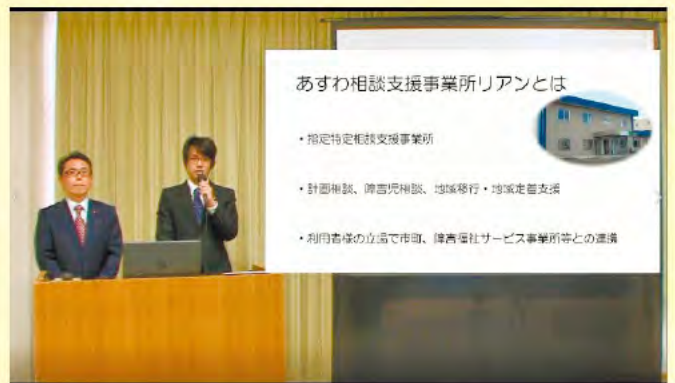 あすわ相談支援事業所リアンとは
・指定特定相談支援事業所
・計画相談、障害児相談、地域移行・地域定着支援
・利用者様の立場で市町、障害福祉サービス事業所等との連携